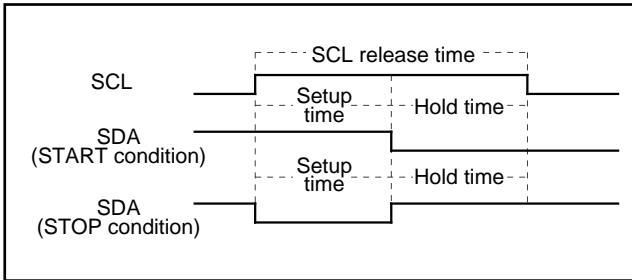 SCL release time
SCL
Setup
time
Hold time
SDA
(START condition)
Setup
time
Hold time
SDA
(STOP condition)